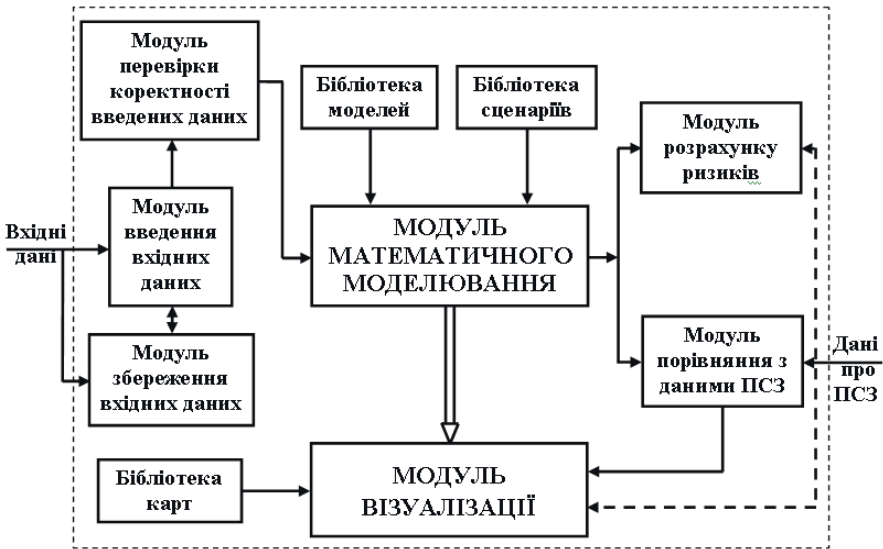 Модуль
перевірки
коректності
введених даних
Бібліотека
моделей
Бібліотека
сценаріїв
Модуль
розрахунку
ризиків
Вхідні
дані
Модуль
введення
вхідних
даних
МОДУЛЬ
МАТЕМАТИЧНОГО
МОДЕЛЮВАННЯ
Модуль
збереження
вхідних даних
Модуль
порівняння з
даними ПСЗ
Дані
про
ПСЗ
Бібліотека
карт
МОДУЛЬ
ВІЗУАЛІЗАЦІЇ